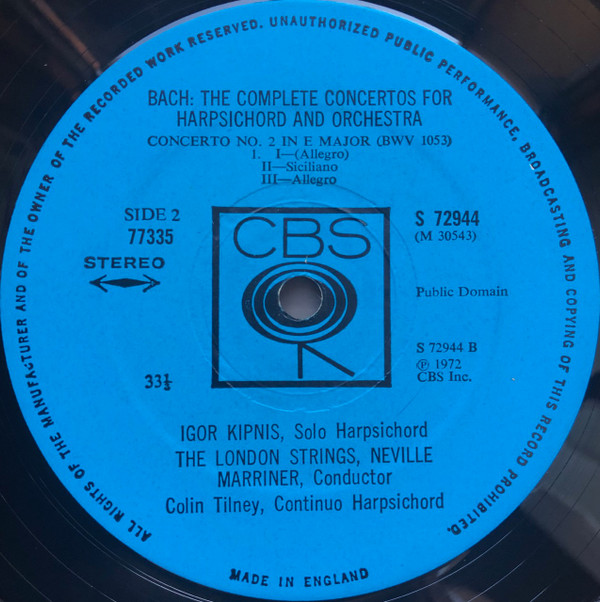 ALL RIGHTS OF THE MANUFACTURER AND OF THE OWNER OF THE RECORDED WORK RESERVED. UNAUTHORIZED PUBLIC PERFORMANCE, BROADCASTING AND COPYING OF THIS RECORD PROHIBITED.
BACH: THE COMPLETE CONCERTOS FOR
HARPSICHORD AND ORCHESTRA
CONCERTO NO. 2 IN E MAJOR (BWV 1053)
1. I—(Allegro)
II—Siciliano
III—Allegro
SIDE 2
77335
STEREO
CBS
S 72944
(M 30543)
Public Domain
33⅓
S 72944 B
℗ 1972
CBS Inc.
IGOR KIPNIS, Solo Harpsichord
THE LONDON STRINGS, NEVILLE
MARRINER, Conductor
Colin Tilney, Continuo Harpsichord
MADE IN ENGLAND